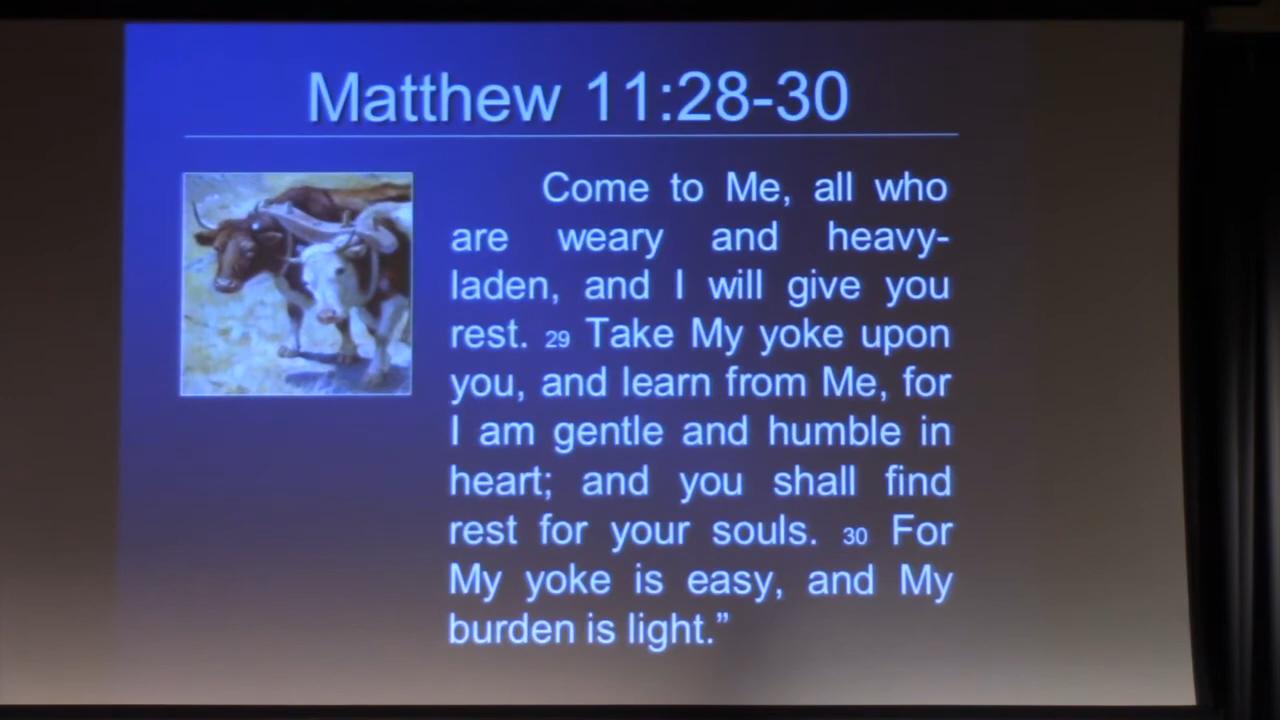 Matthew 11:28-30
Come to Me, all who
are weary and heavy-
laden, and I will give you
rest. 29 Take My yoke upon
you, and learn from Me, for
I am gentle and humble in
heart; and you shall find
rest for your souls. 30 For
My yoke is easy, and My
burden is light.”